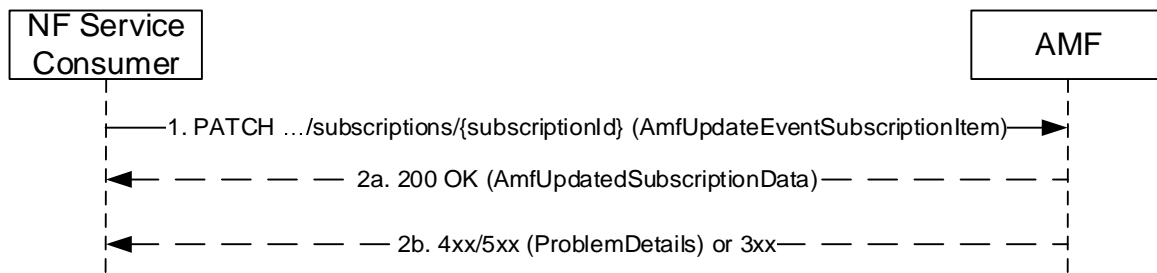 NF Service
Consumer
AMF
1. PATCH …/subscriptions/{subscriptionId} (AmfUpdateEventSubscriptionItem)
2a. 200 OK (AmfUpdatedSubscriptionData)
2b. 4xx/5xx (ProblemDetails) or 3xx